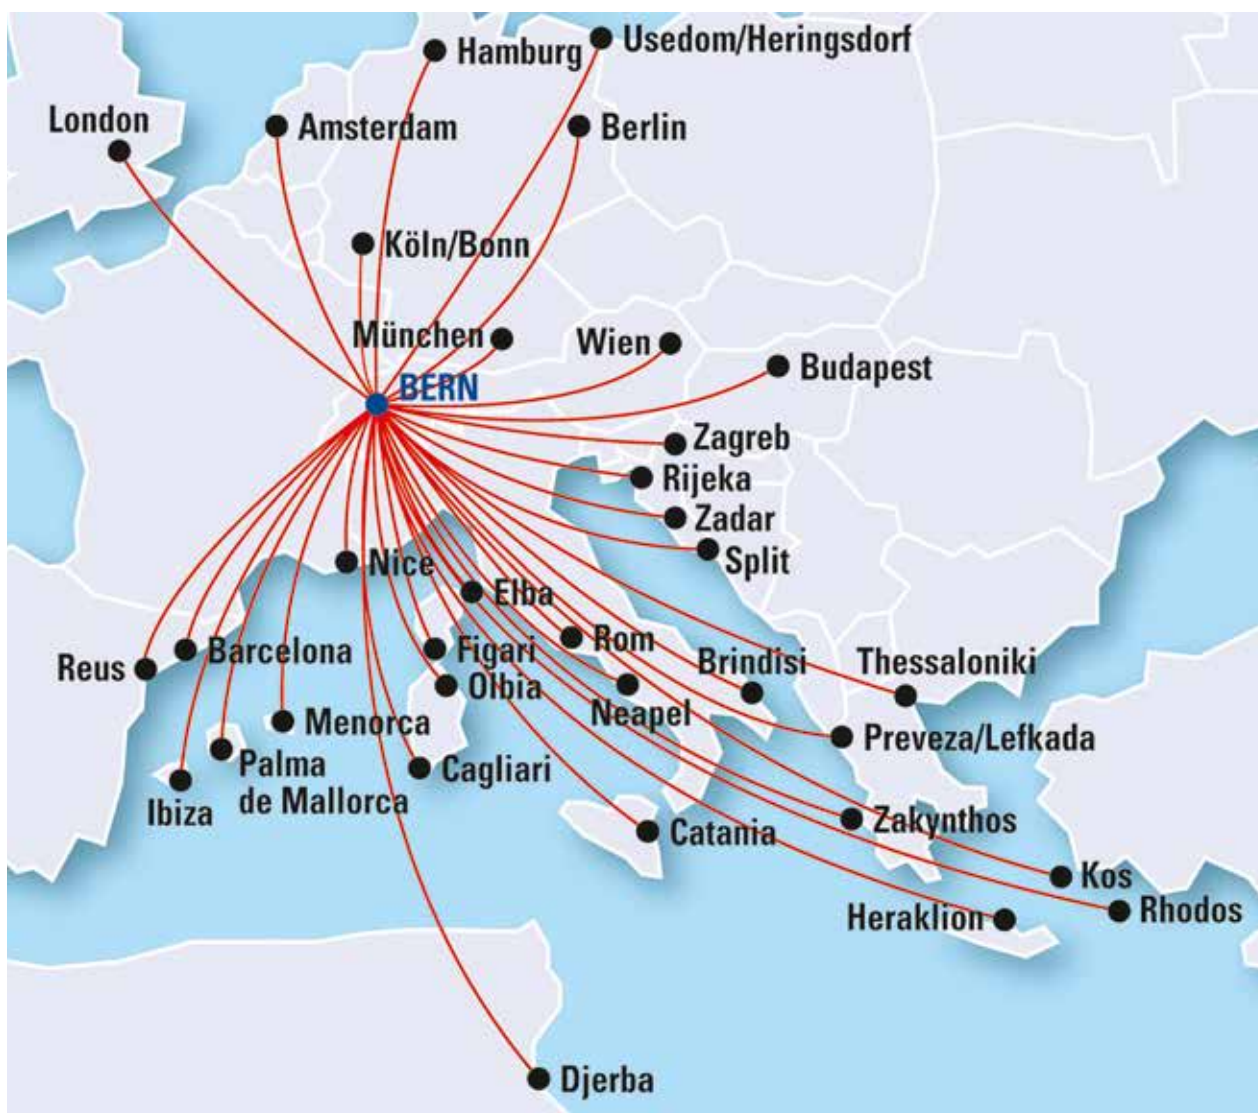 Hamburg
Usedom/Heringsdorf
London
Amsterdam
Berlin
Köln/Bonn
München
Wien
Budapest
BERN
Zagreb
Rijeka
Zadar
Split
Nice
Elba
Reus
Barcelona
Figari
Rom
Brindisi
Thessaloniki
Olbia
Neapel
Menorca
Preveza/Lefkada
Palma
de Mallorca
Cagliari
Ibiza
Catania
Zakynthos
Kos
Heraklion
Rhodos
Djerba